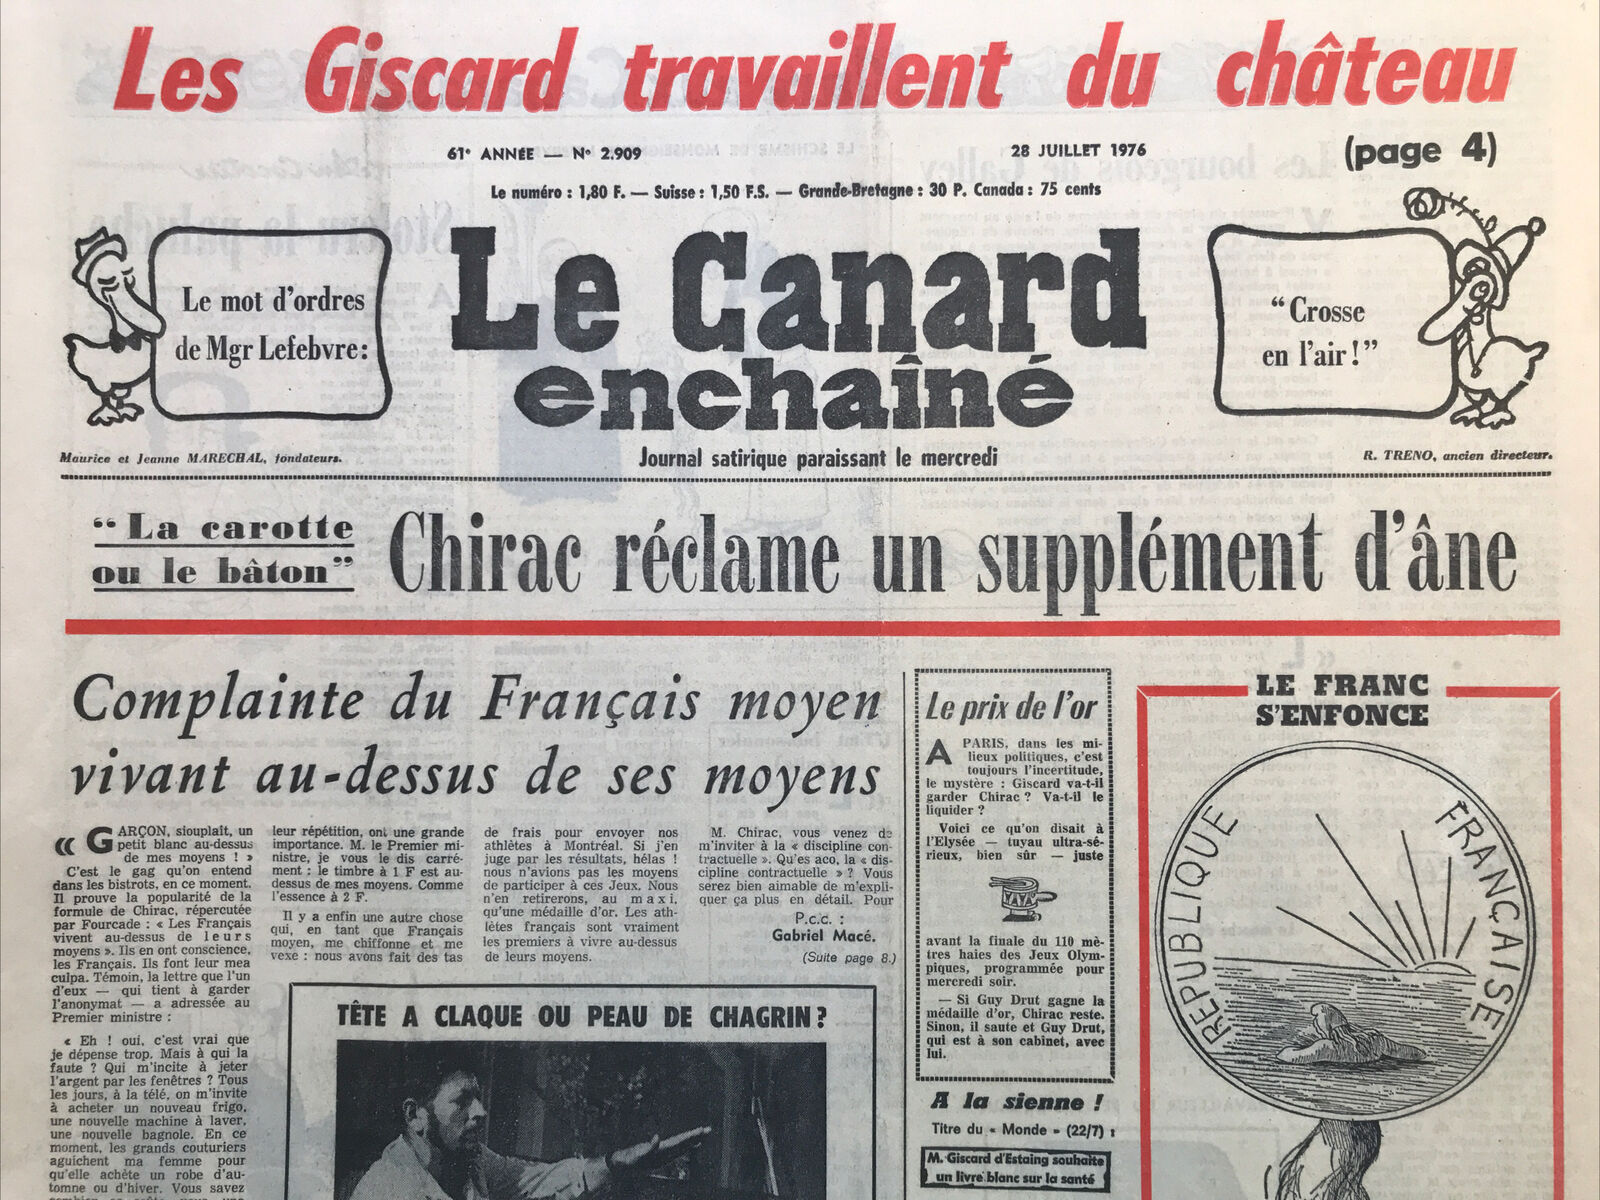 Les Giscard travaillent du château
(page 4)
61e ANNÉE — No 2.909
28 JUILLET 1976
Le numéro : 1,80 F. — Suisse : 1,50 F.S. — Grande-Bretagne : 30 P. Canada : 75 cents
Le mot d'ordres
de Mgr Lefebvre :
Le Canard
enchaîné
“ Crosse
en l'air ! ”
Maurice et Jeanne MARECHAL, fondateurs.
Journal satirique paraissant le mercredi
R. TRENO, ancien directeur.
“ La carotte
ou le bâton ”
Chirac réclame un supplément d'âne
Complainte du Français moyen
vivant au-dessus de ses moyens
« GARÇON, siouplaît, un
petit blanc au-dessus
de mes moyens ! »
C'est le gag qu'on entend
dans les bistrots, en ce moment.
Il prouve la popularité de la
formule de Chirac, répercutée
par Fourcade : « Les Français
vivent au-dessus de leurs
moyens ». Ils en ont conscience,
les Français. Ils font leur mea
culpa. Témoin, la lettre que l'un
d'eux — qui tient à garder
l'anonymat — a adressée au
Premier ministre :
« Eh ! oui, c'est vrai que
je dépense trop. Mais à qui la
faute ? Qui m'incite à jeter
l'argent par les fenêtres ? Tous
les jours, à la télé, on m'invite
à acheter un nouveau frigo,
une nouvelle machine à laver,
une nouvelle bagnole. En ce
moment, les grands couturiers
aguichent ma femme pour
qu'elle achète un robe d'au-
tomne ou d'hiver. Vous savez
leur répétition, ont une grande
importance. M. le Premier mi-
nistre, je vous le dis carré-
ment : le timbre à 1 F est au-
dessus de mes moyens. Comme
l'essence à 2 F.
Il y a enfin une autre chose
qui, en tant que Français
moyen, me chiffonne et me
vexe : nous avons fait des tas
de frais pour envoyer nos
athlètes à Montréal. Si j'en
juge par les résultats, hélas !
nous n'avions pas les moyens
de participer à ces Jeux. Nous
n'en retirerons, au maxi,
qu'une médaille d'or. Les ath-
lètes français sont vraiment
les premiers à vivre au-dessus
de leurs moyens.
M. Chirac, vous venez de
m'inviter à la « discipline con-
tractuelle ». Qu'es aco, la « dis-
cipline contractuelle » ? Vous
serez bien aimable de m'expli-
quer ça plus en détail. Pour
P.c.c. :
Gabriel Macé.
(Suite page 8.)
TÊTE A CLAQUE OU PEAU DE CHAGRIN ?
Le prix de l'or
A PARIS, dans les mi-
lieux politiques, c'est
toujours l'incertitude,
le mystère : Giscard va-t-il
garder Chirac ? Va-t-il le
liquider ?
Voici ce qu'on disait à
l'Elysée — tuyau ultra-sé-
rieux, bien sûr — juste
YAYA
avant la finale du 110 mè-
tres haies des Jeux Olym-
piques, programmée pour
mercredi soir.
— Si Guy Drut gagne la
médaille d'or, Chirac reste.
Sinon, il saute et Guy Drut,
qui est à son cabinet, avec
lui.
A la sienne !
Titre du « Monde » (22/7) :
M. Giscard d'Estaing souhaite
un livre blanc sur la santé
LE FRANC
S'ENFONCE
RÉPUBLIQUE FRANÇAISE